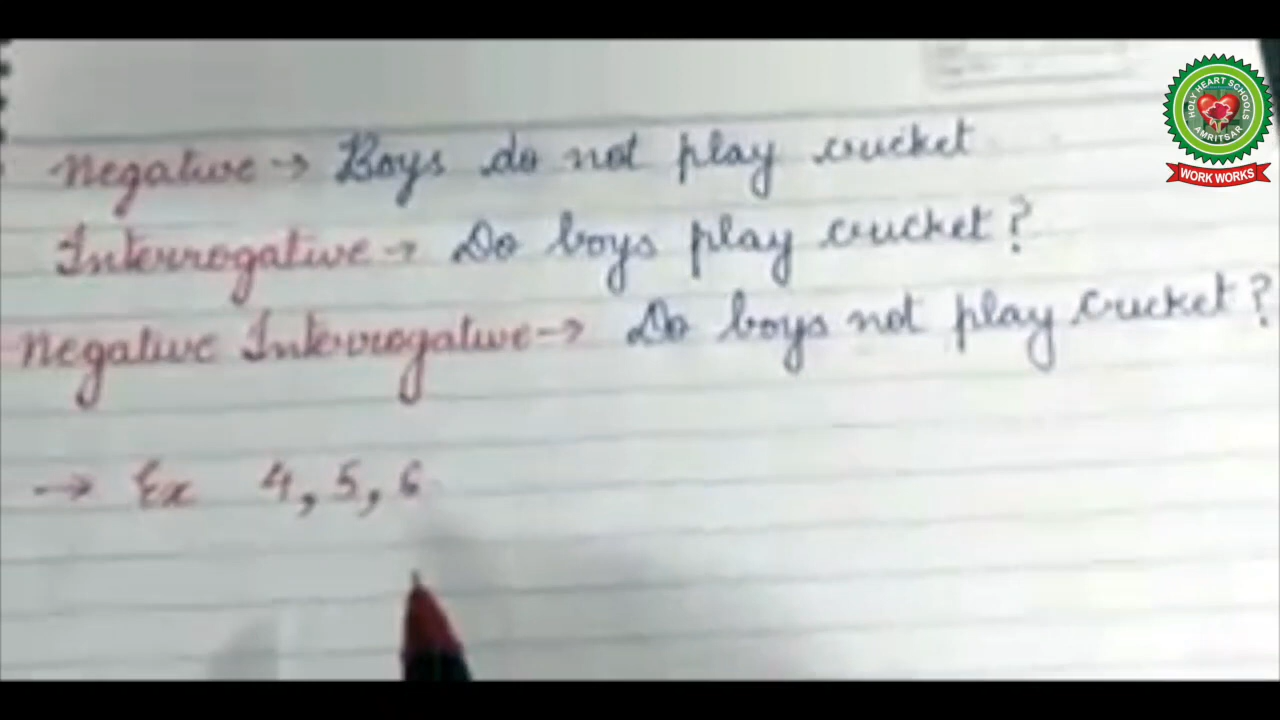 Negative → Boys do not play cricket
Interrogative → Do boys play cricket?
Negative Interrogative → Do boys not play cricket?
→ Ex 4, 5, 6
HOLY HEART SCHOOLS
AMRITSAR
WORK WORKS